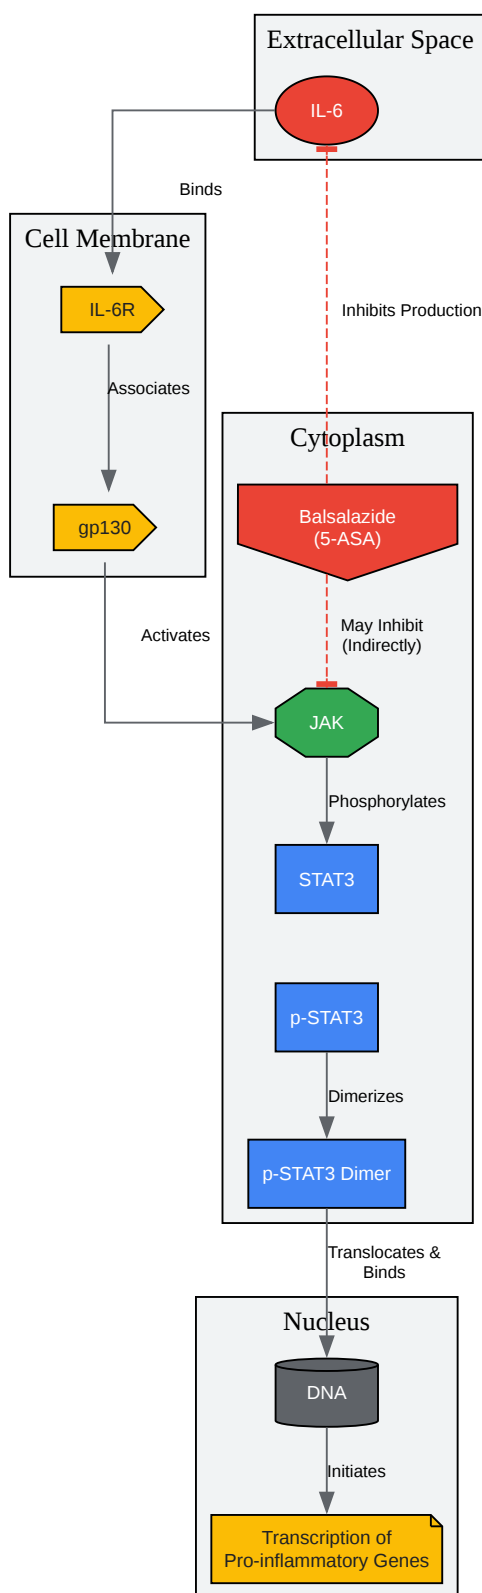 Extracellular Space
IL-6
Binds
Cell Membrane
IL-6R
Inhibits Production
Associates
Cytoplasm
gp130
Balsalazide
(5-ASA)
Activates
May Inhibit
(Indirectly)
JAK
Phosphorylates
STAT3
p-STAT3
Dimerizes
p-STAT3 Dimer
Translocates &
Binds
Nucleus
DNA
Initiates
Transcription of
Pro-inflammatory Genes